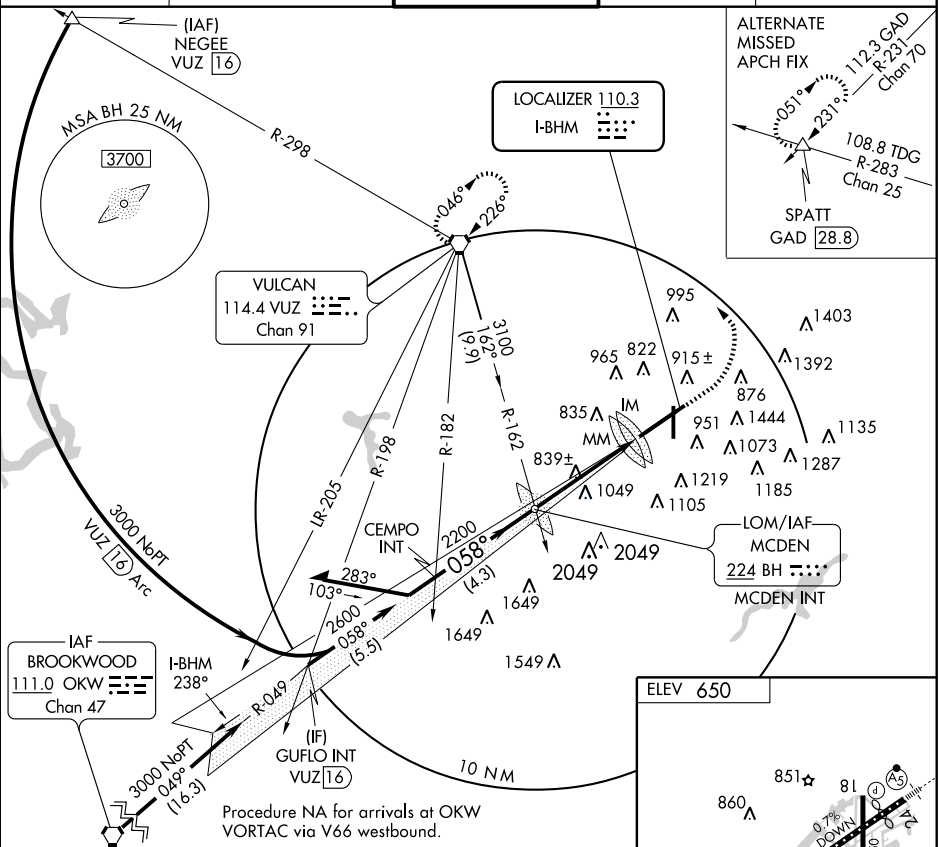 (IAF)
NEGEE
VUZ 16
ALTERNATE
MISSED
APCH FIX
112.3 GAD
R-231
Chan 70
051°
231°
108.8 TDG
R-283
Chan 25
SPATT
GAD 28.8
MSA BH 25 NM
3700
LOCALIZER 110.3
I-BHM
R-298
046°
226°
VULCAN
114.4 VUZ
Chan 91
3100
162°
(9.9)
R-162
R-182
R-198
LR-205
995
1403
965
822
915±
1392
876
835
IM
MM
951
1444
1135
1073
1287
839±
1219
1185
1049
1105
CEMPO
INT
2200
058°
(4.3)
LOM/IAF
MCDEN
224 BH
MCDEN INT
2049
2049
3000 NoPT
VUZ 16 Arc
283°
103°
2600
058°
(5.5)
1649
1649
1549
IAF
BROOKWOOD
111.0 OKW
Chan 47
I-BHM
238°
R-049
(IF)
GUFLO INT
VUZ 16
3000 NoPT
049°
(16.3)
10 NM
Procedure NA for arrivals at OKW
VORTAC via V66 westbound.
ELEV 650
851
860
18
A5
d
24
0.7%
DOWN